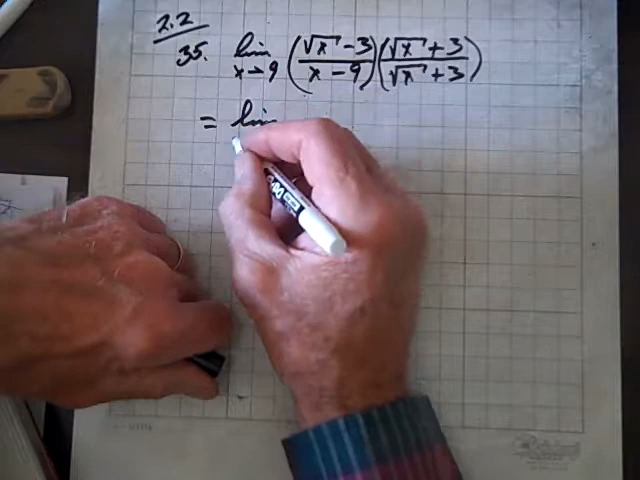 2.2
35. lim x→9 (√x - 3 / x - 9)(√x + 3 / √x + 3)
= lim